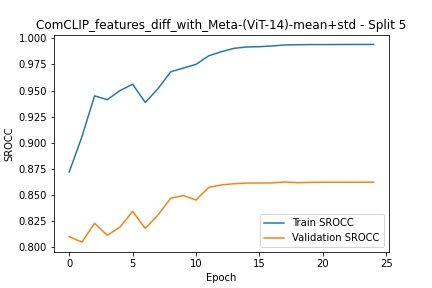 ComCLIP_features_diff_with_Meta-(ViT-14)-mean+std - Split 5
1.000
0.975
0.950
0.925
0.900
0.875
0.850
0.825
0.800
SROCC
Train SROCC
Validation SROCC
0 5 10 15 20 25
Epoch